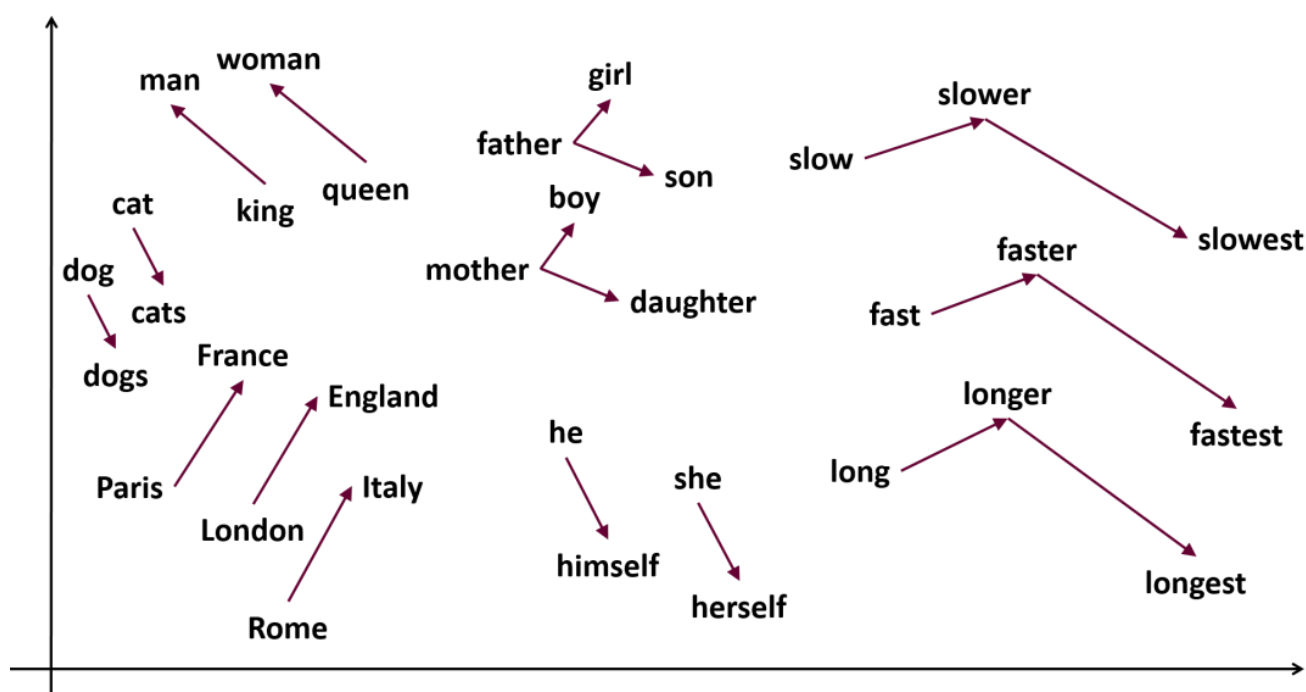 woman
man
girl
slower
father
slow
son
queen
boy
cat
king
slowest
faster
dog
mother
daughter
cats
fast
France
dogs
England
longer
he
fastest
long
she
Paris
Italy
London
himself
longest
herself
Rome